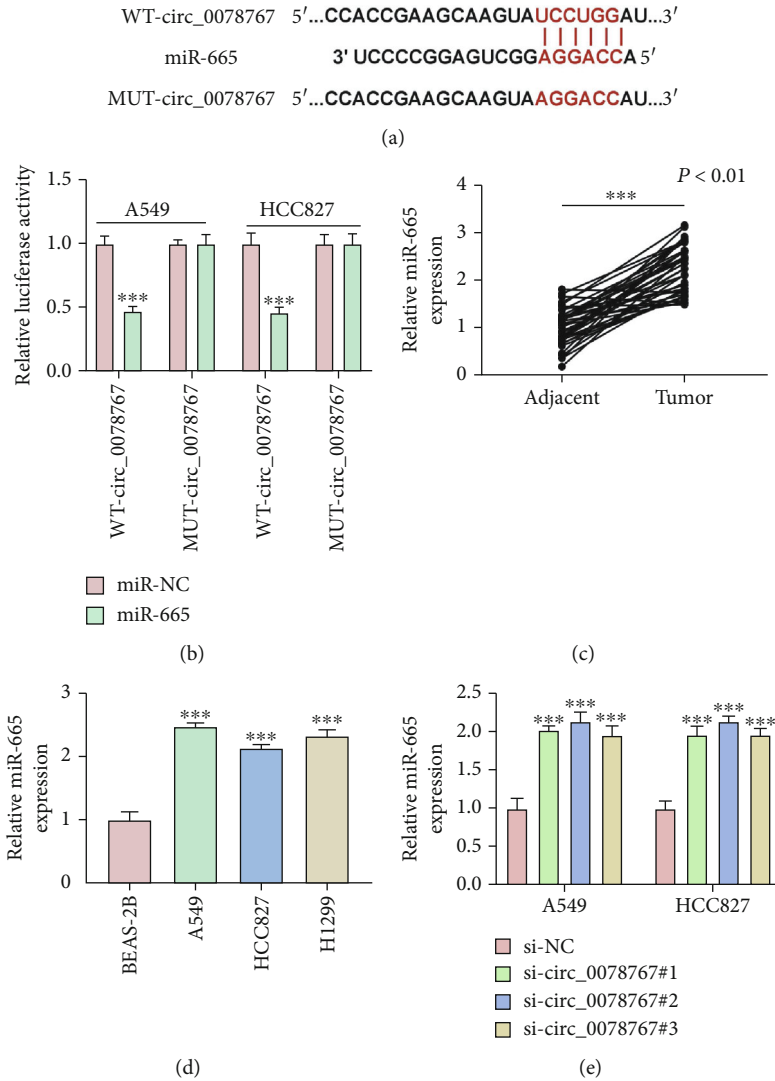 WT-circ_0078767 5′...CCACCGAAGCAAGUAUCCUGGAU...3′
miR-665 3' UCCCCGGAGUCGGAGGACCA 5′
MUT-circ_0078767 5′...CCACCGAAGCAAGUAAGGACCAU...3′
(a)
Relative luciferase activity
1.5
1.0
0.5
0.0
A549
HCC827
***
***
WT-circ_0078767
MUT-circ_0078767
WT-circ_0078767
MUT-circ_0078767
miR-NC
miR-665
(b)
Relative miR-665
expression
4
3
2
1
0
***
P < 0.01
Adjacent
Tumor
(c)
Relative miR-665
expression
3
2
1
0
***
***
***
BEAS-2B
A549
HCC827
H1299
(d)
Relative miR-665
expression
2.5
2.0
1.5
1.0
0.5
0.0
***
***
***
***
***
***
A549
HCC827
si-NC
si-circ_0078767#1
si-circ_0078767#2
si-circ_0078767#3
(e)